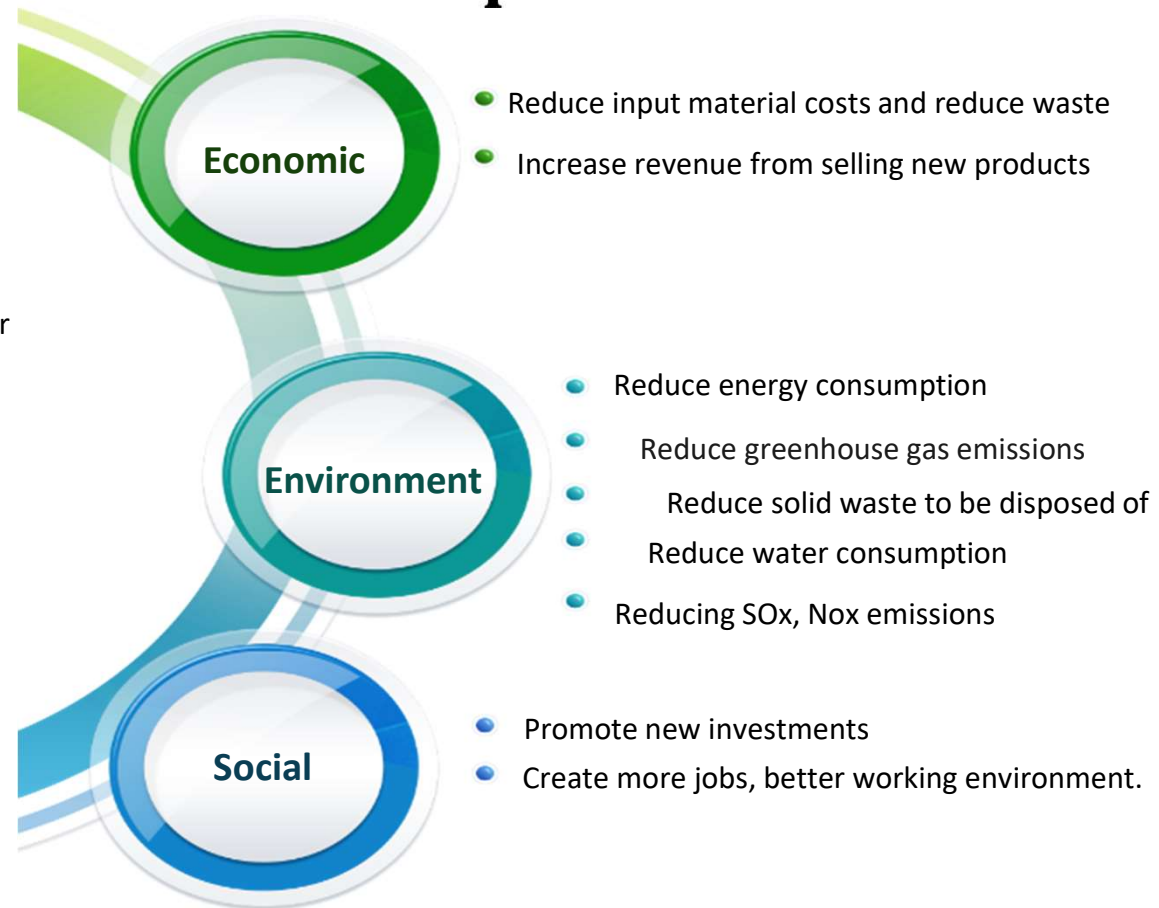 Economic
Reduce input material costs and reduce waste
Increase revenue from selling new products
r
Environment
Reduce energy consumption
Reduce greenhouse gas emissions
Reduce solid waste to be disposed of
Reduce water consumption
Reducing SOx, Nox emissions
Social
Promote new investments
Create more jobs, better working environment.